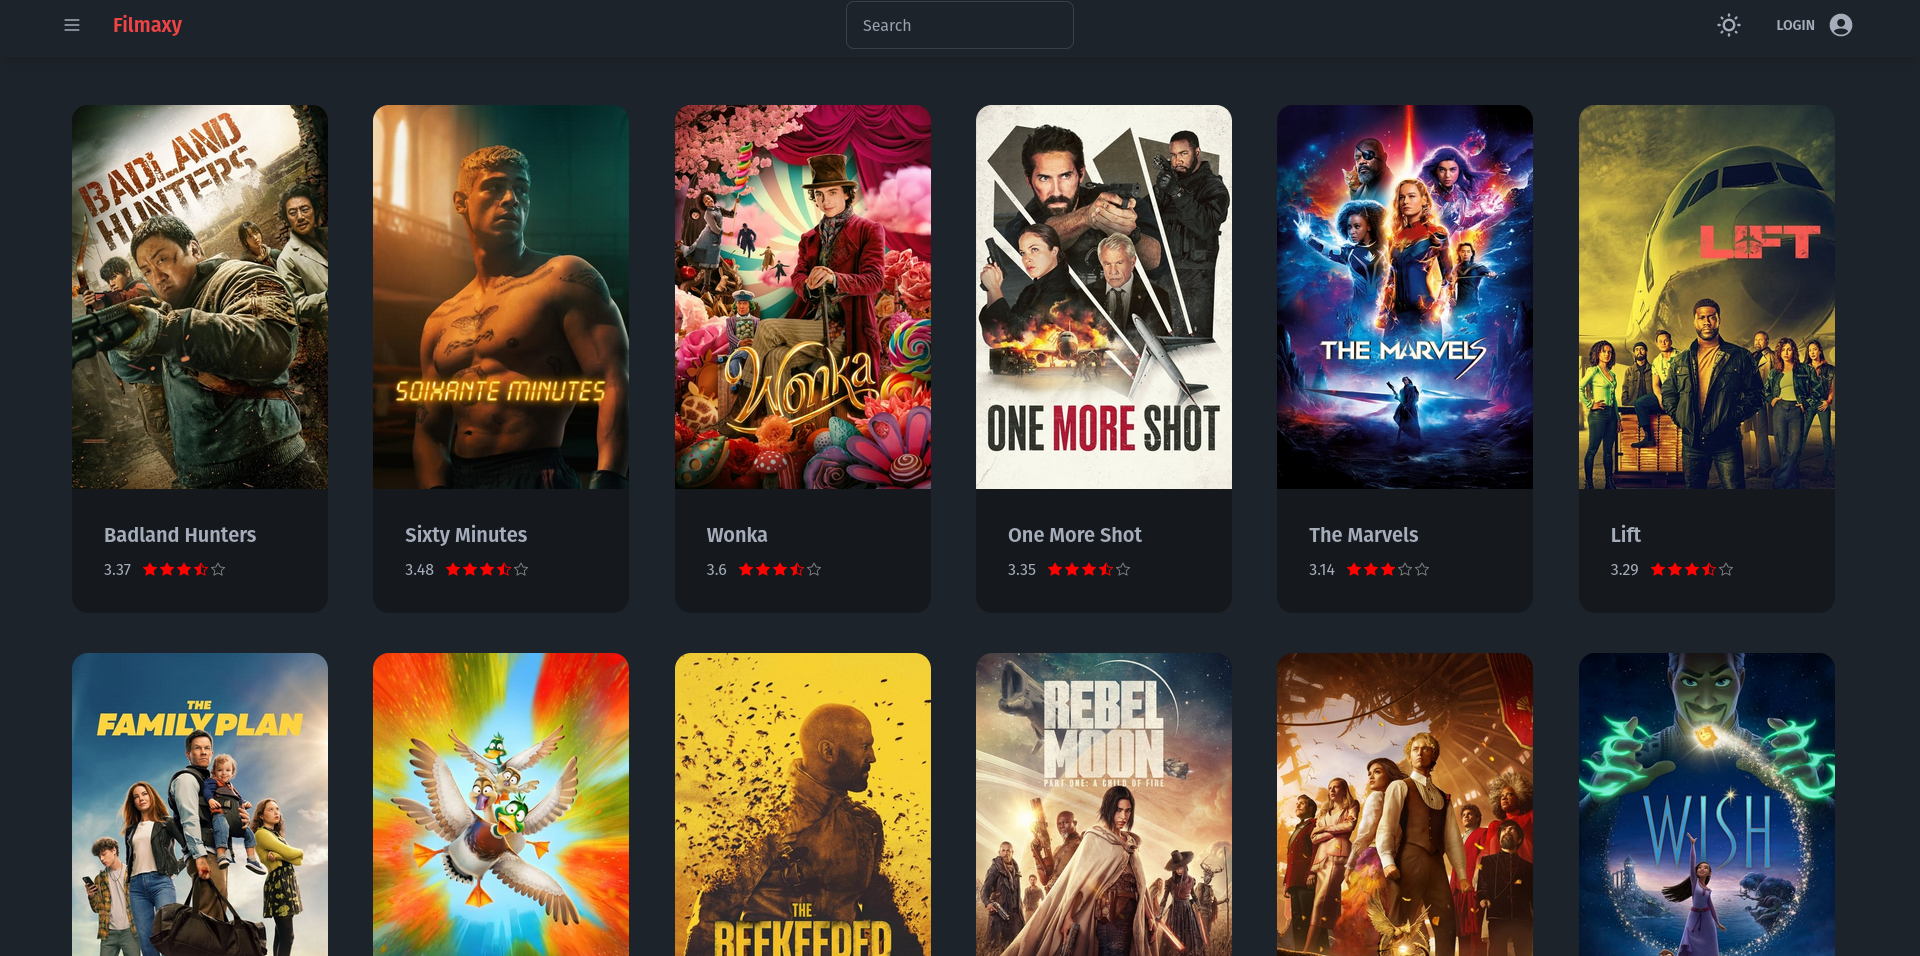 Filmaxy
Search
LOGIN
BADLAND
HUNTERS
SOIXANTE MINUTES
Wonka
ONE MORE SHOT
THE MARVELS
LIFT
Badland Hunters
3.37
Sixty Minutes
3.48
Wonka
3.6
One More Shot
3.35
The Marvels
3.14
Lift
3.29
THE
FAMILY PLAN
THE
BEEKEEPER
REBEL
MOON
PART ONE: A CHILD OF FIRE
WISH